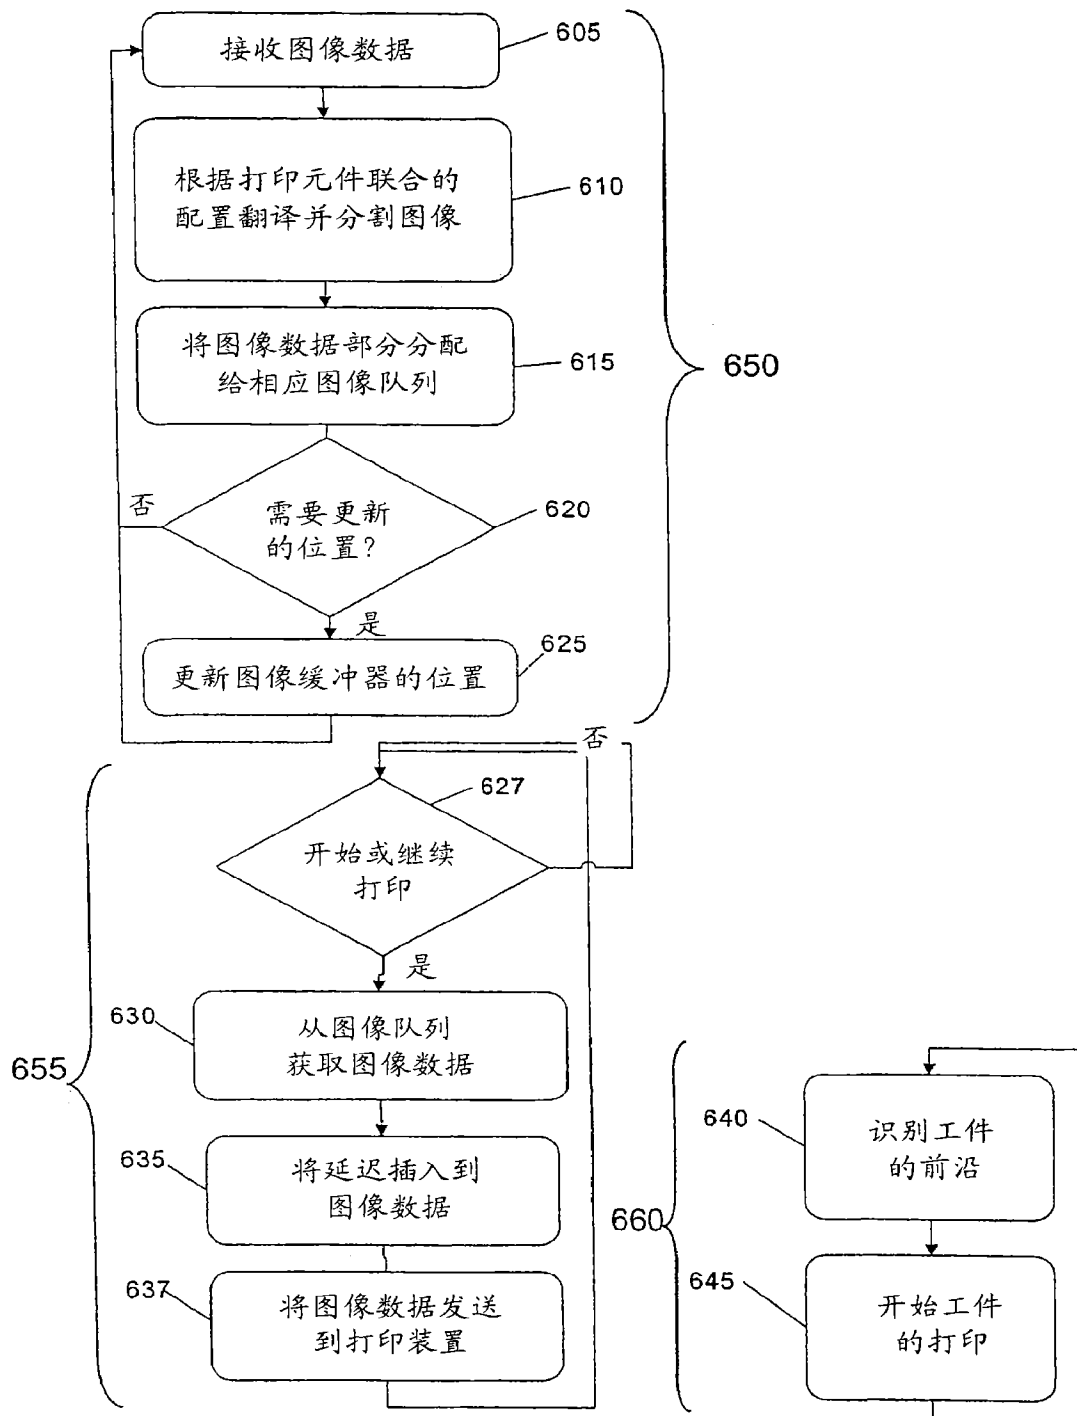 接收图像数据
605
根据打印元件联合的
配置翻译并分割图像
610
将图像数据部分分配
给相应图像队列
615
650
否
需要更新
的位置?
620
是
更新图像缓冲器的位置
625
否
627
开始或继续
打印
是
630
从图像队列
获取图像数据
655
635
将延迟插入到
图像数据
637
将图像数据发送
到打印装置
640
识别工件
的前沿
660
645
开始工件
的打印